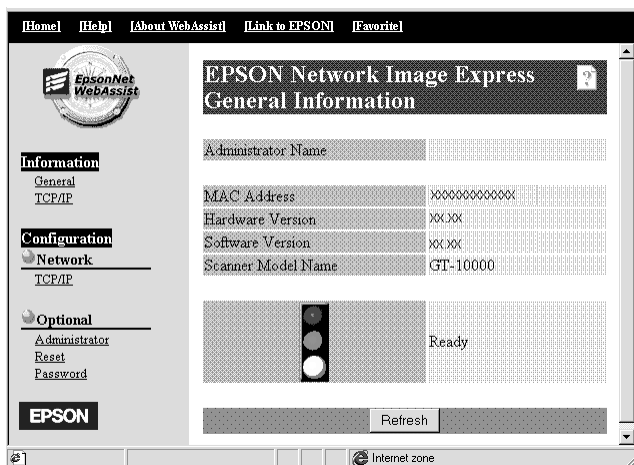 [Home] [Help] [About WebAssist] [Link to EPSON] [Favorite]
EpsonNet
WebAssist
Information
General
TCP/IP
Configuration
Network
TCP/IP
Optional
Administrator
Reset
Password
EPSON
EPSON Network Image Express
General Information
?
Administrator Name
MAC Address XXXXXXXXXXXXX
Hardware Version XX.XX
Software Version XX.XX
Scanner Model Name GT-10000
Ready
Refresh
Internet zone